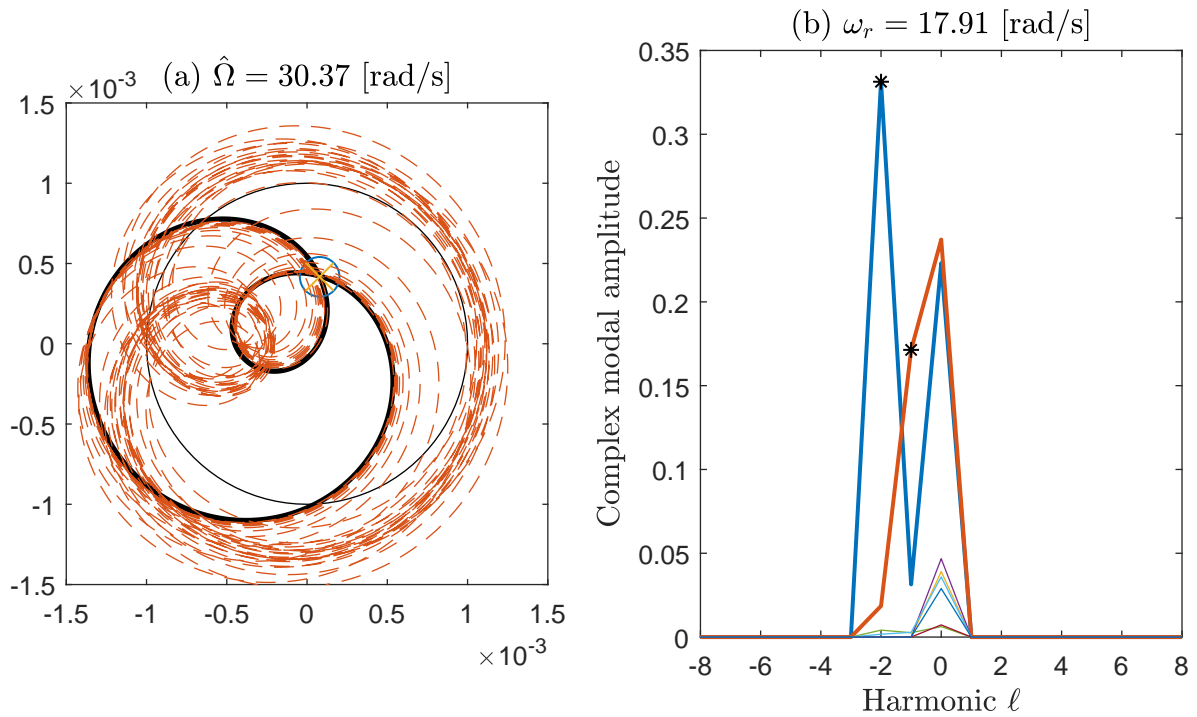 (a) Ω̂ = 30.37 [rad/s]
×10⁻³
1.5
1
0.5
0
-0.5
-1
-1.5
-1.5 -1 -0.5 0 0.5 1 1.5
×10⁻³
(b) ωᵣ = 17.91 [rad/s]
Complex modal amplitude
0.35
0.3
0.25
0.2
0.15
0.1
0.05
0
-8 -6 -4 -2 0 2 4 6 8
Harmonic ℓ